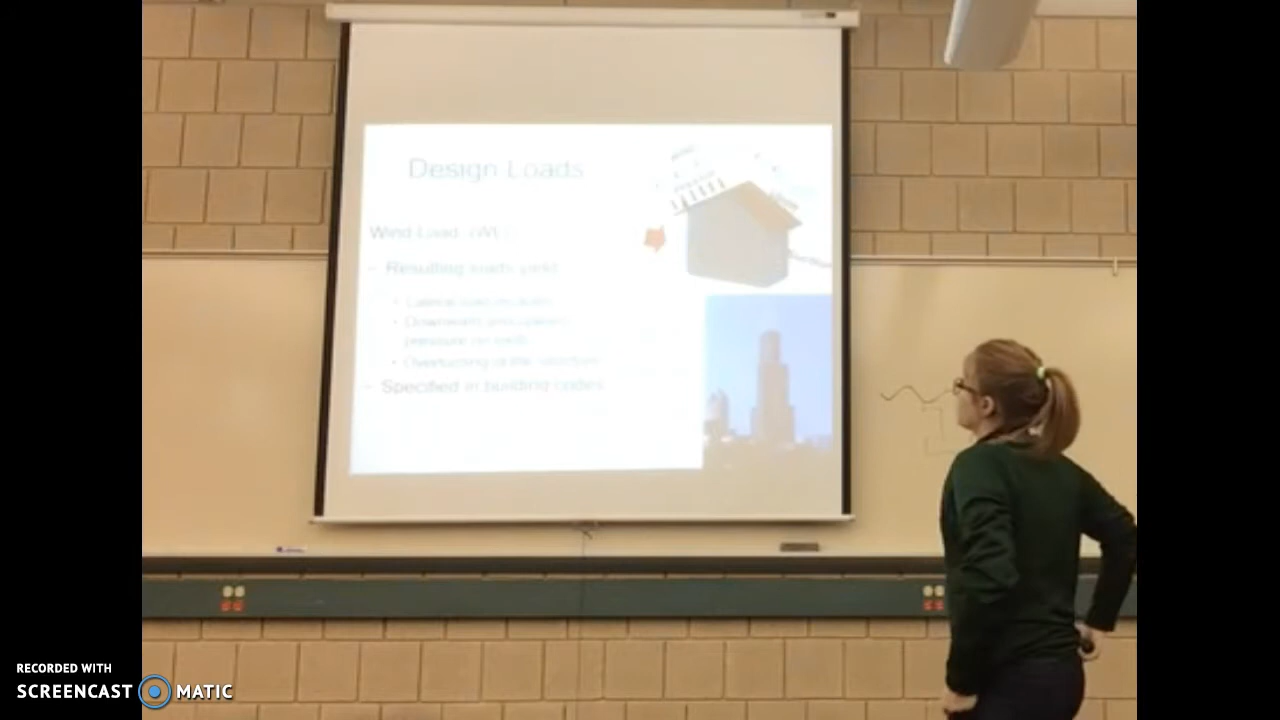 Design Loads
Wind Load (WL)
Resulting loads yield
Lateral load on
Downward and upward
pressure on roofs
Overturning of the structure
Specified in building codes
RECORDED WITH
SCREENCAST MATIC